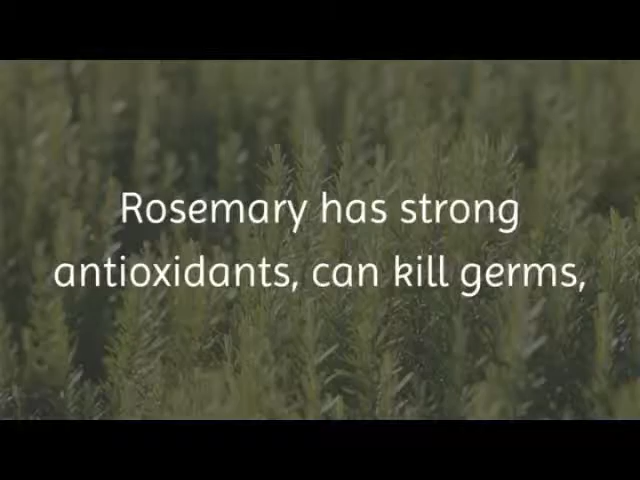 Rosemary has strong
antioxidants, can kill germs,